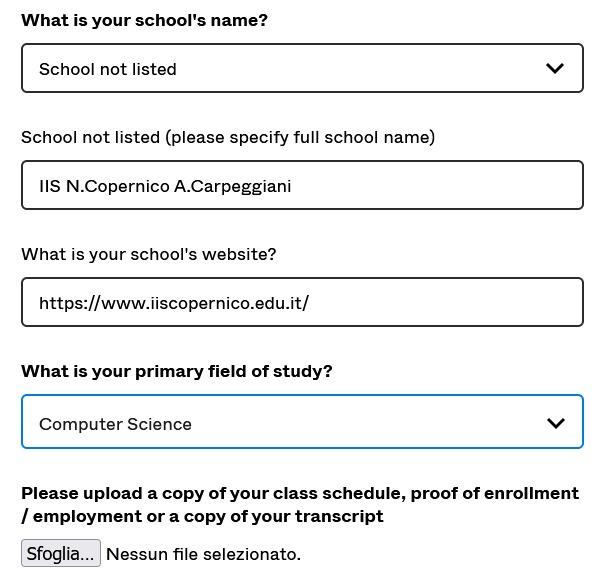 What is your school's name?
School not listed
School not listed (please specify full school name)
IIS N.Copernico A.Carpeggiani
What is your school's website?
https://www.iiscopernico.edu.it/
What is your primary field of study?
Computer Science
Please upload a copy of your class schedule, proof of enrollment
/ employment or a copy of your transcript
Sfoglia... Nessun file selezionato.